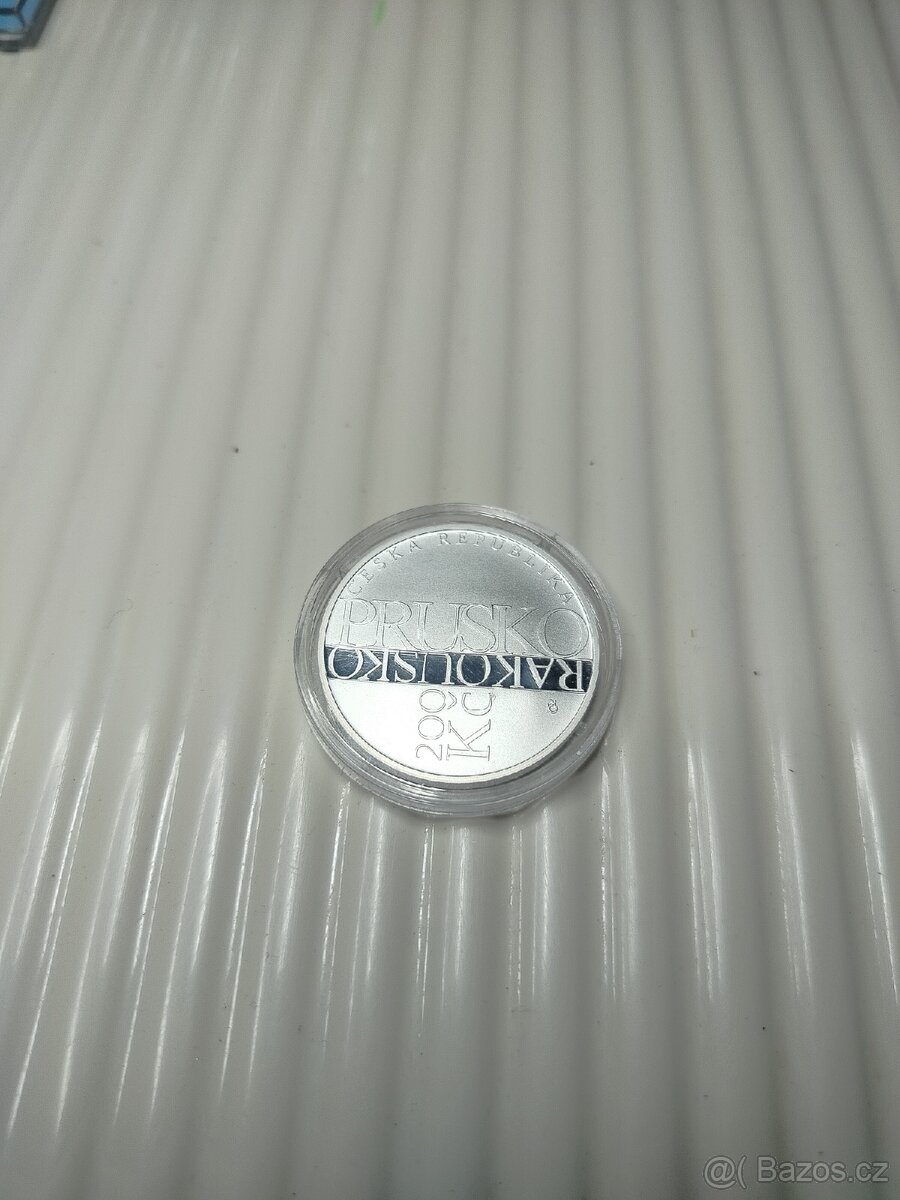 ČESKÁ REPUBLIKA
PRUSKO
RAKOUSKO
200
Kč
@( Bazos.cz